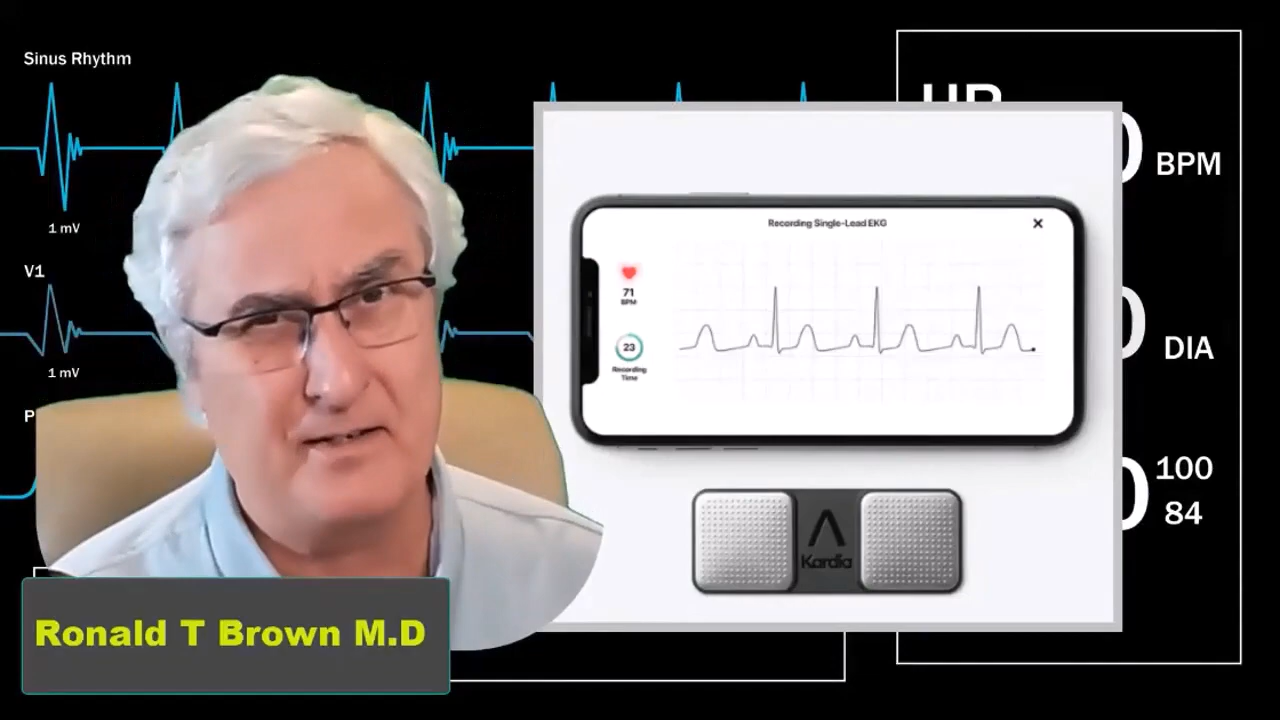 Sinus Rhythm
1 mV
V1
1 mV
P
Recording Single-Lead EKG
71
BPM
23
Recording
Time
Kardia
BPM
DIA
100
84
Ronald T Brown M.D